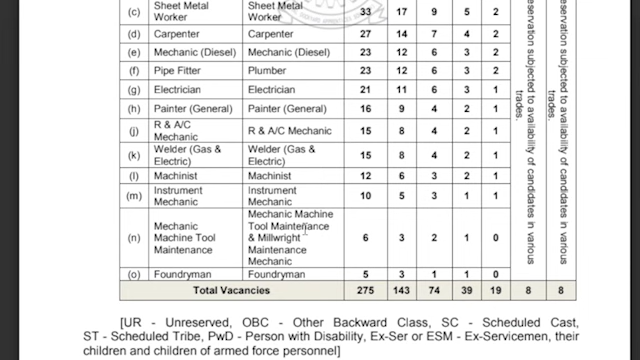 (c) Sheet Metal Worker Sheet Metal Worker 33 17 9 5 2
(d) Carpenter Carpenter 27 14 7 4 2
(e) Mechanic (Diesel) Mechanic (Diesel) 23 12 6 3 2
(f) Pipe Fitter Plumber 23 12 6 3 2
(g) Electrician Electrician 21 11 6 3 1
(h) Painter (General) Painter (General) 16 9 4 2 1
(j) R & A/C Mechanic R & A/C Mechanic 15 8 4 2 1
(k) Welder (Gas & Electric) Welder (Gas & Electric) 15 8 4 2 1
(l) Machinist Machinist 12 6 3 2 1
(m) Instrument Mechanic Instrument Mechanic 10 5 3 1 1
(n) Mechanic Machine Tool Maintenance Mechanic Machine Tool Maintenance & Millwright Maintenance Mechanic 6 3 2 1 0
(o) Foundryman Foundryman 5 3 1 1 0
servation subjected to availability of candidates in various
trades.
servation subjected to availability of candidates in various
trades.
Total Vacancies 275 143 74 39 19 8 8
[UR - Unreserved, OBC - Other Backward Class, SC - Scheduled Cast,
ST - Scheduled Tribe, PwD - Person with Disability, Ex-Ser or ESM - Ex-Servicemen, their
children and children of armed force personnel]